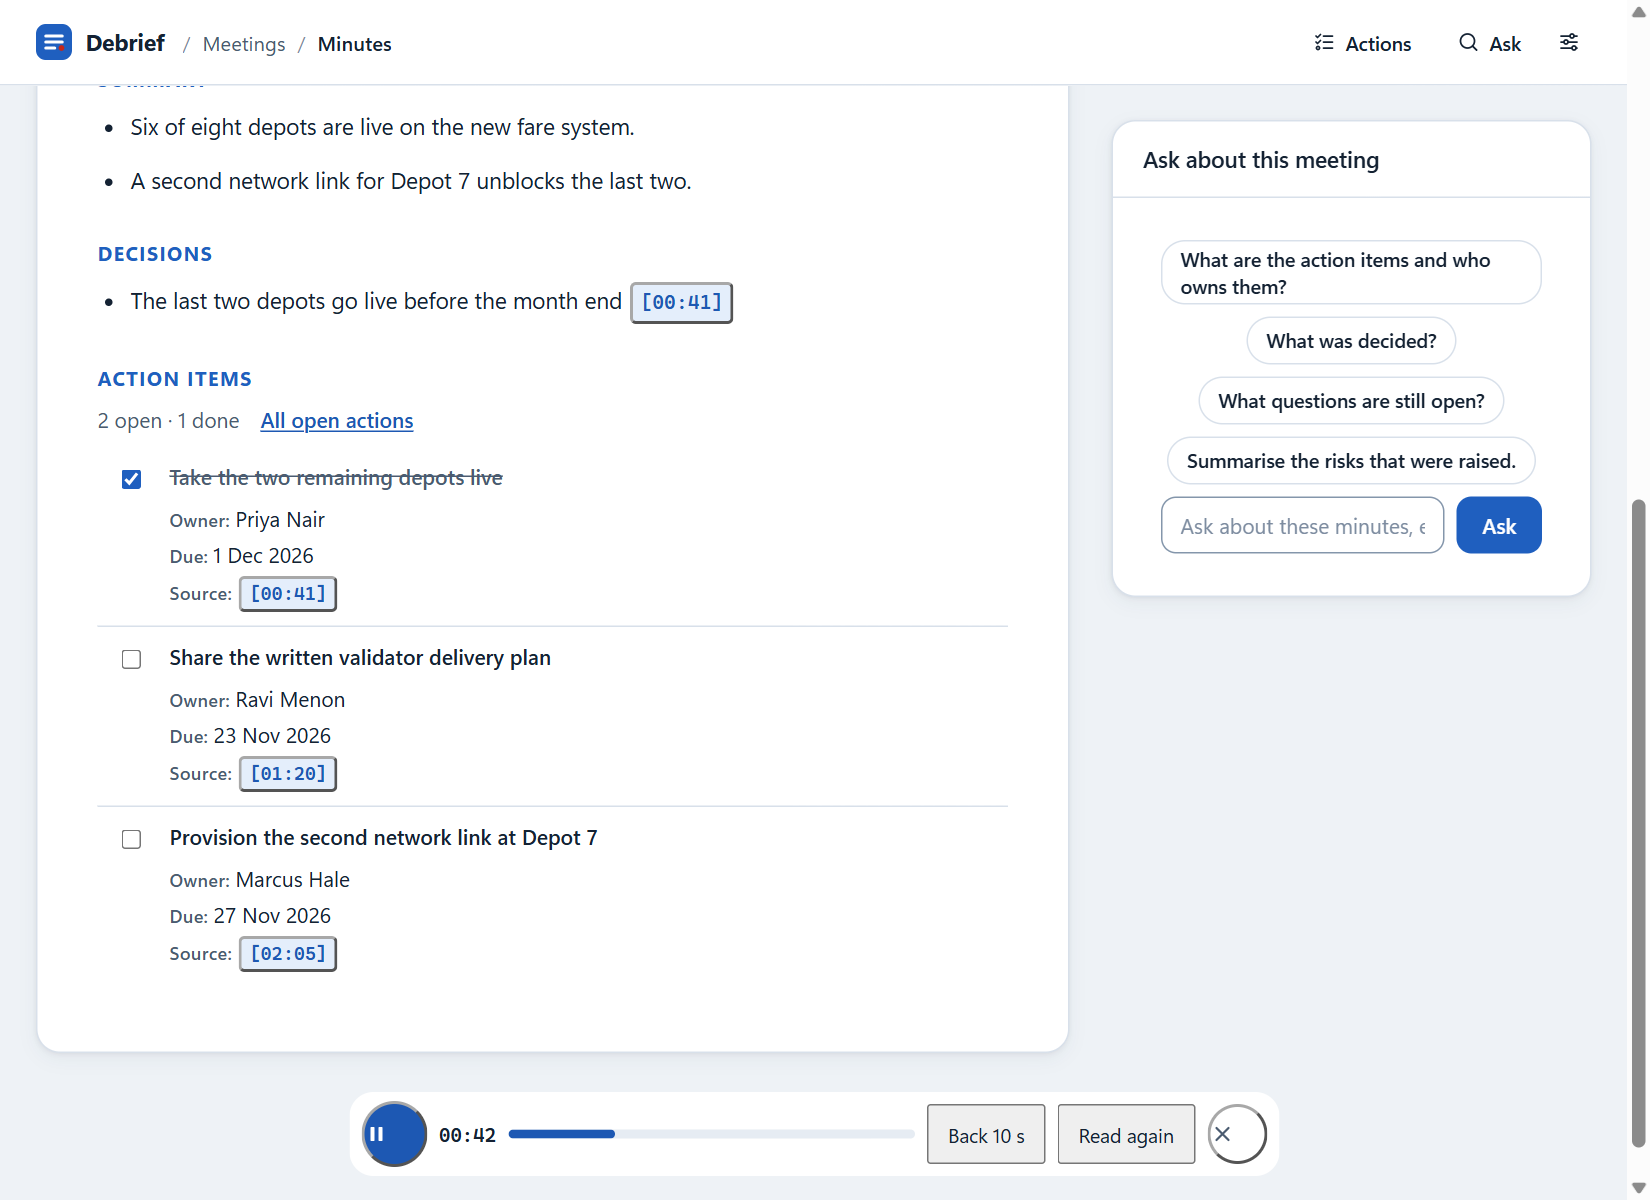 Debrief / Meetings / Minutes
Actions
Ask
Six of eight depots are live on the new fare system.
A second network link for Depot 7 unblocks the last two.
DECISIONS
The last two depots go live before the month end [00:41]
ACTION ITEMS
2 open · 1 done All open actions
Take the two remaining depots live
Owner: Priya Nair
Due: 1 Dec 2026
Source: [00:41]
Share the written validator delivery plan
Owner: Ravi Menon
Due: 23 Nov 2026
Source: [01:20]
Provision the second network link at Depot 7
Owner: Marcus Hale
Due: 27 Nov 2026
Source: [02:05]
Ask about this meeting
What are the action items and who
owns them?
What was decided?
What questions are still open?
Summarise the risks that were raised.
Ask about these minutes, e
Ask
00:42
Back 10 s
Read again